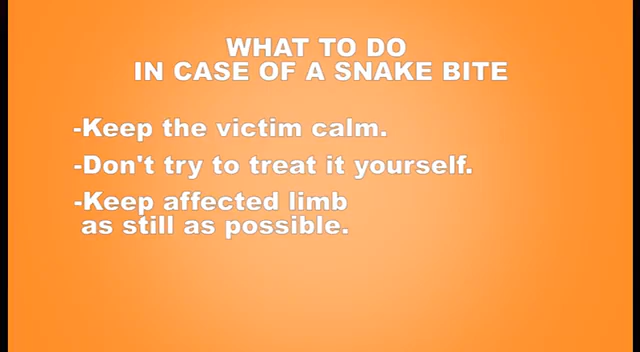 WHAT TO DO
IN CASE OF A SNAKE BITE
-Keep the victim calm.
-Don't try to treat it yourself.
-Keep affected limb
as still as possible.